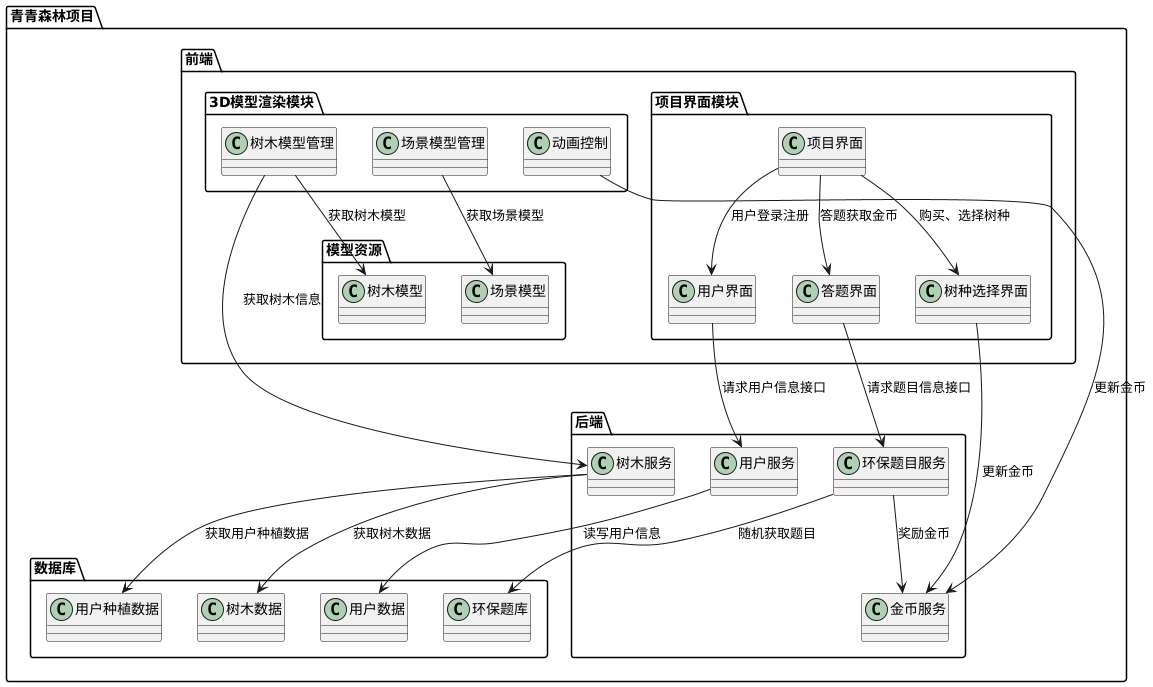 青青森林项目
前端
3D模型渲染模块
项目界面模块
C 树木模型管理
C 场景模型管理
C 动画控制
C 项目界面
获取树木模型
获取场景模型
用户登录注册
答题获取金币
购买、选择树种
模型资源
C 树木模型
C 场景模型
C 用户界面
C 答题界面
C 树种选择界面
获取树木信息
请求用户信息接口
请求题目信息接口
更新金币
后端
C 树木服务
C 用户服务
C 环保题目服务
更新金币
获取用户种植数据
获取树木数据
读写用户信息
随机获取题目
奖励金币
数据库
C 用户种植数据
C 树木数据
C 用户数据
C 环保题库
C 金币服务